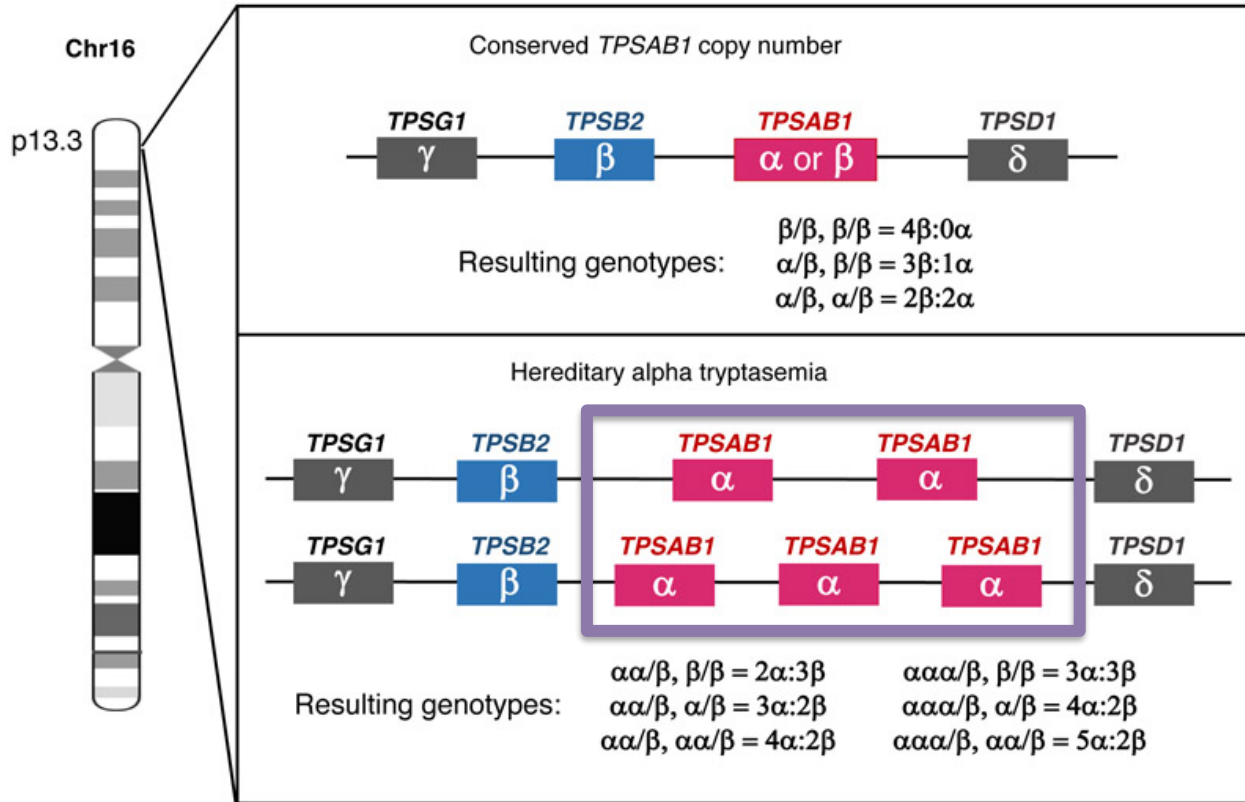 Chr16
p13.3
Conserved TPSAB1 copy number
TPSG1 TPSB2 TPSAB1 TPSD1
γ β α or β δ
Resulting genotypes:
β/β, β/β = 4β:0α
α/β, β/β = 3β:1α
α/β, α/β = 2β:2α
Hereditary alpha tryptasemia
TPSG1 TPSB2 TPSAB1 TPSAB1 TPSD1
γ β α α δ
TPSG1 TPSB2 TPSAB1 TPSAB1 TPSAB1 TPSD1
γ β α α α δ
Resulting genotypes:
αα/β, β/β = 2α:3β
αα/β, α/β = 3α:2β
αα/β, αα/β = 4α:2β
ααα/β, β/β = 3α:3β
ααα/β, α/β = 4α:2β
ααα/β, αα/β = 5α:2β